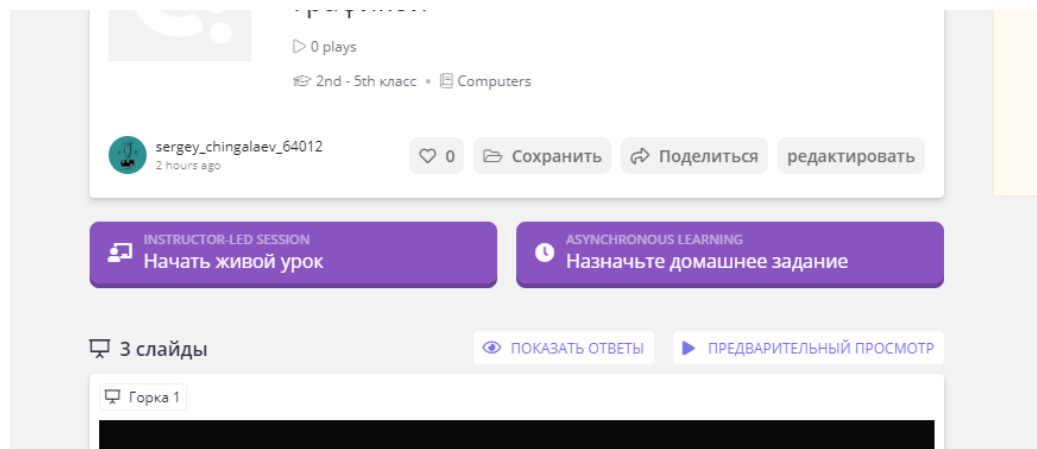 0 plays
2nd - 5th класс • Computers
sergey_chingalaev_64012
2 hours ago
0
Сохранить
Поделиться
редактировать
INSTRUCTOR-LED SESSION
Начать живой урок
ASYNCHRONOUS LEARNING
Назначьте домашнее задание
3 слайды
ПОКАЗАТЬ ОТВЕТЫ
ПРЕДВАРИТЕЛЬНЫЙ ПРОСМОТР
Горка 1